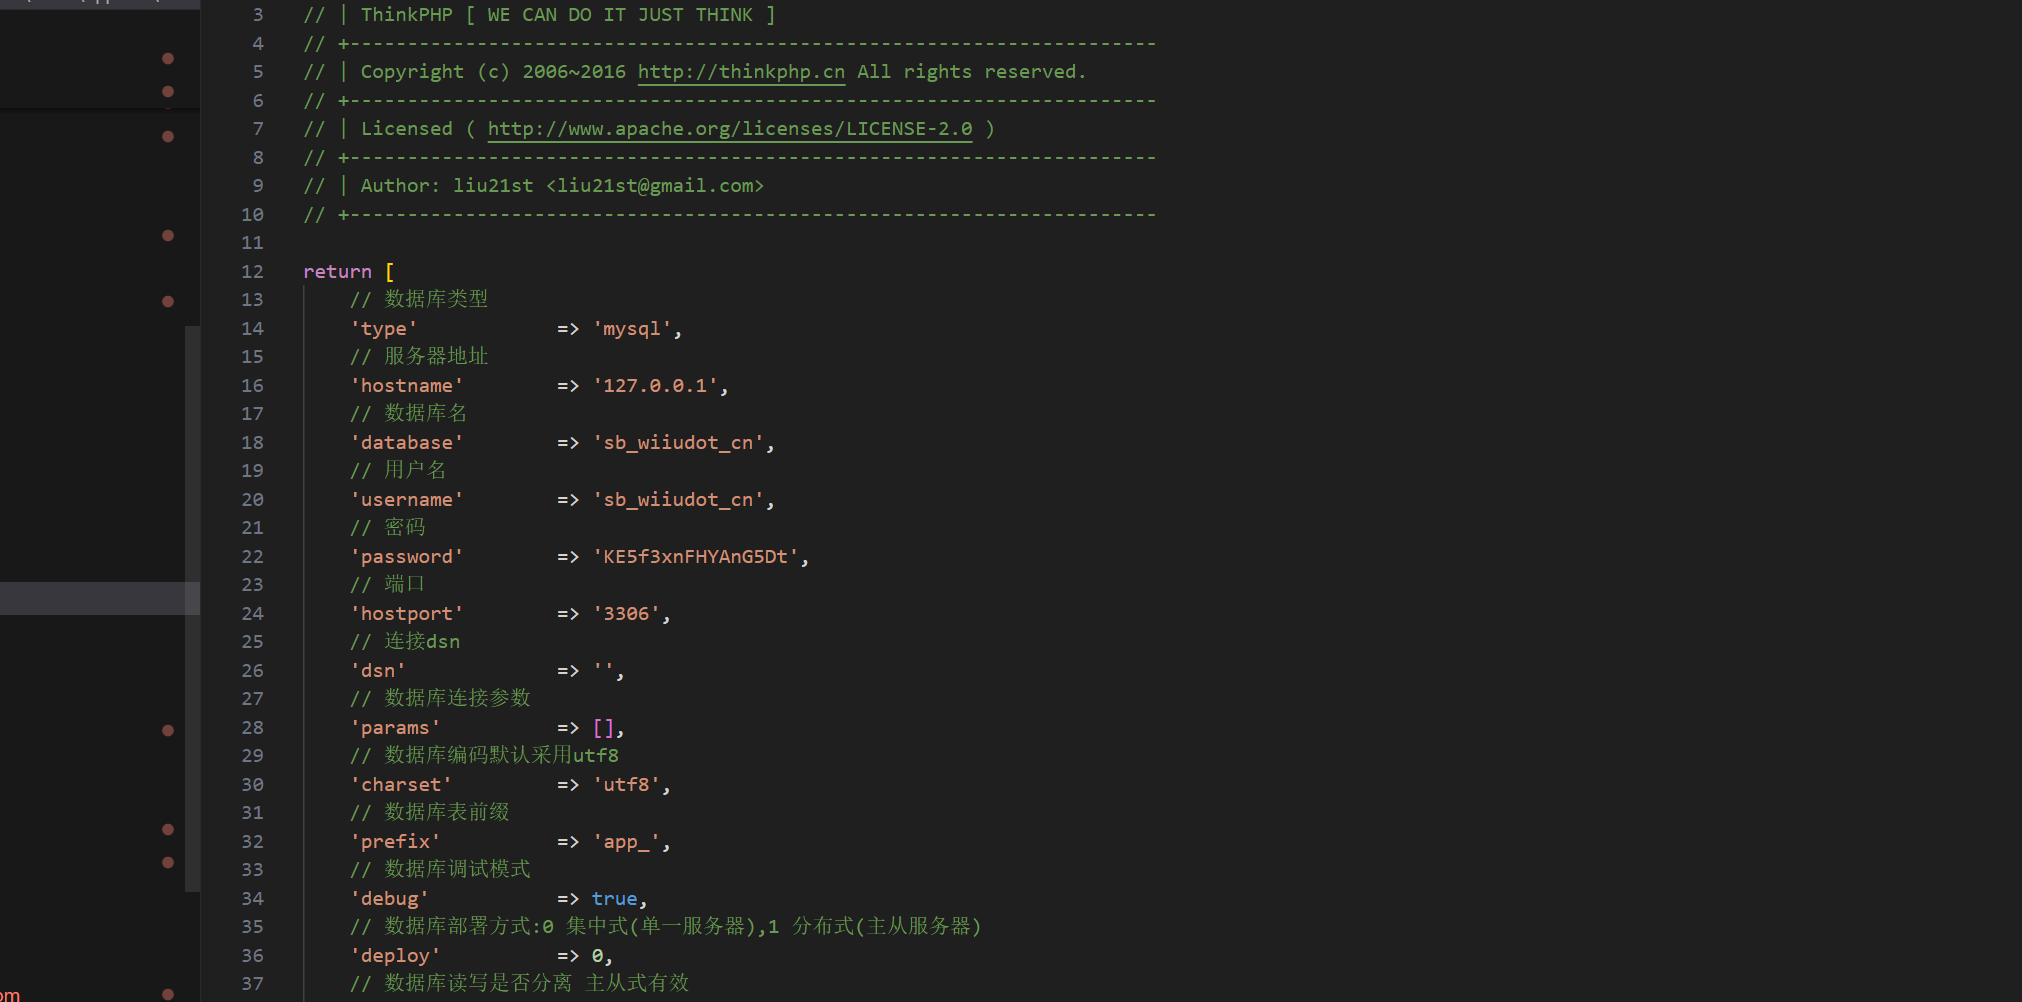 3 // | ThinkPHP [ WE CAN DO IT JUST THINK ]
4 // +----------------------------------------------------------------------
5 // | Copyright (c) 2006~2016 http://thinkphp.cn All rights reserved.
6 // +----------------------------------------------------------------------
7 // | Licensed ( http://www.apache.org/licenses/LICENSE-2.0 )
8 // +----------------------------------------------------------------------
9 // | Author: liu21st <liu21st@gmail.com>
10 // +----------------------------------------------------------------------
11
12 return [
13     // 数据库类型
14     'type'            => 'mysql',
15     // 服务器地址
16     'hostname'        => '127.0.0.1',
17     // 数据库名
18     'database'        => 'sb_wiiudot_cn',
19     // 用户名
20     'username'        => 'sb_wiiudot_cn',
21     // 密码
22     'password'        => 'KE5f3xnFHYAnG5Dt',
23     // 端口
24     'hostport'        => '3306',
25     // 连接dsn
26     'dsn'             => '',
27     // 数据库连接参数
28     'params'          => [],
29     // 数据库编码默认采用utf8
30     'charset'         => 'utf8',
31     // 数据库表前缀
32     'prefix'          => 'app_',
33     // 数据库调试模式
34     'debug'           => true,
35     // 数据库部署方式:0 集中式(单一服务器),1 分布式(主从服务器)
36     'deploy'          => 0,
37     // 数据库读写是否分离 主从式有效